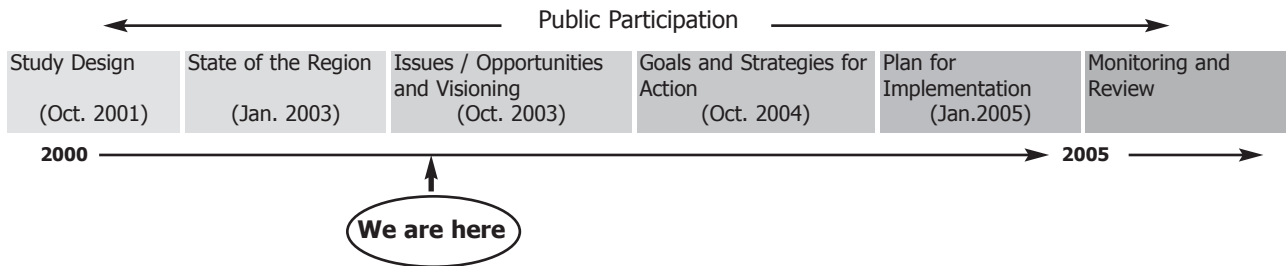 Public Participation
Study Design
(Oct. 2001)
State of the Region
(Jan. 2003)
Issues / Opportunities
and Visioning
(Oct. 2003)
Goals and Strategies for
Action
(Oct. 2004)
Plan for
Implementation
(Jan.2005)
Monitoring and
Review
2000
2005
We are here